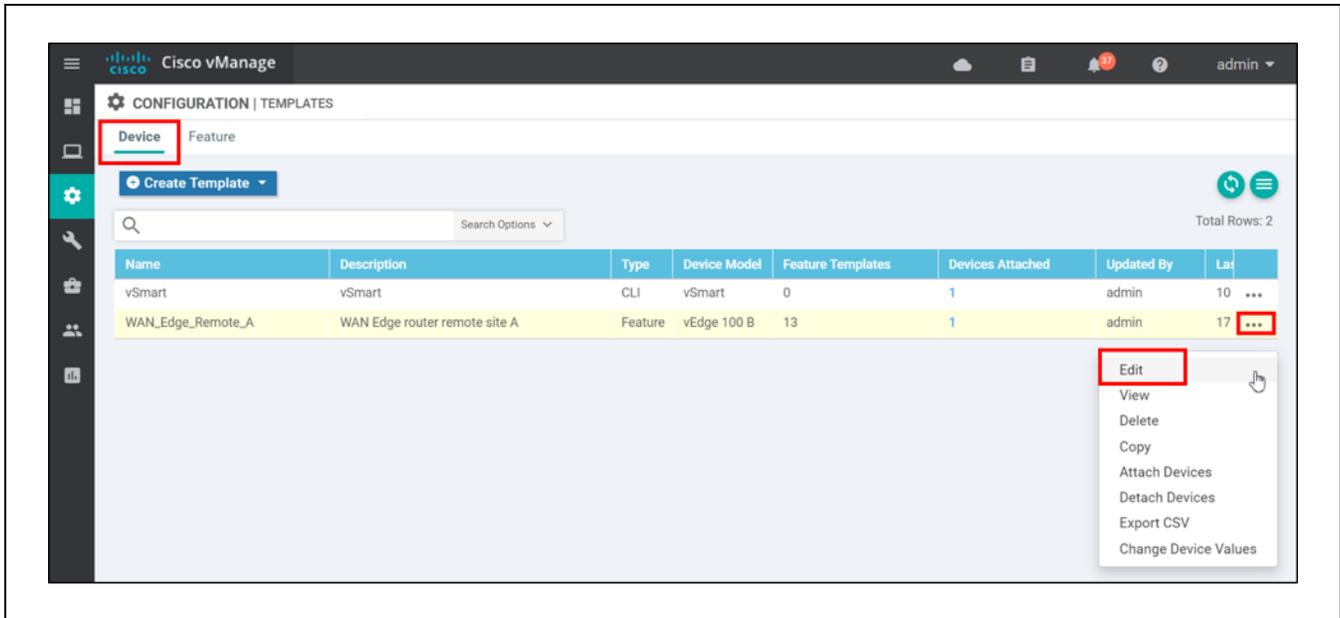 CISCO Cisco vManage 37 admin
CONFIGURATION | TEMPLATES
Device Feature
Create Template
Search Options Total Rows: 2
Name Description Type Device Model Feature Templates Devices Attached Updated By Las
vSmart vSmart CLI vSmart 0 1 admin 10 •••
WAN_Edge_Remote_A WAN Edge router remote site A Feature vEdge 100 B 13 1 admin 17 •••
Edit
View
Delete
Copy
Attach Devices
Detach Devices
Export CSV
Change Device Values